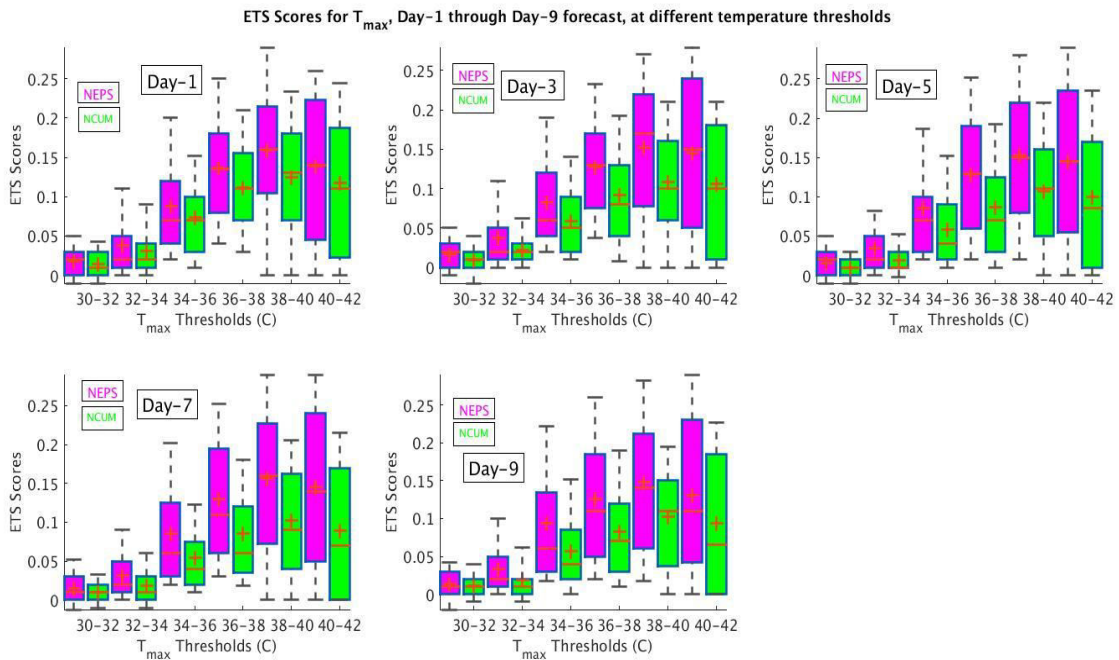 ETS Scores for Tmax, Day-1 through Day-9 forecast, at different temperature thresholds
NEPS
NCUM
Day-1
ETS Scores
0.25
0.2
0.15
0.1
0.05
0
30-32 32-34 34-36 36-38 38-40 40-42
Tmax Thresholds (C)
NEPS
NCUM
Day-3
ETS Scores
0.25
0.2
0.15
0.1
0.05
0
30-32 32-34 34-36 36-38 38-40 40-42
Tmax Thresholds (C)
NEPS
NCUM
Day-5
ETS Scores
0.25
0.2
0.15
0.1
0.05
0
30-32 32-34 34-36 36-38 38-40 40-42
Tmax Thresholds (C)
NEPS
NCUM
Day-7
ETS Scores
0.25
0.2
0.15
0.1
0.05
0
30-32 32-34 34-36 36-38 38-40 40-42
Tmax Thresholds (C)
NEPS
NCUM
Day-9
ETS Scores
0.25
0.2
0.15
0.1
0.05
0
30-32 32-34 34-36 36-38 38-40 40-42
Tmax Thresholds (C)